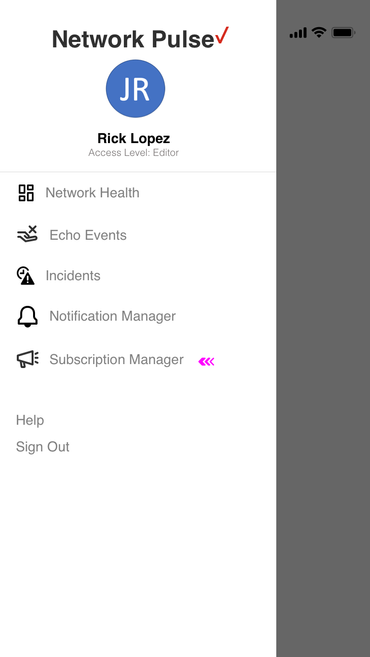 Network Pulse✓
JR
Rick Lopez
Access Level: Editor
Network Health
Echo Events
Incidents
Notification Manager
Subscription Manager
Help
Sign Out